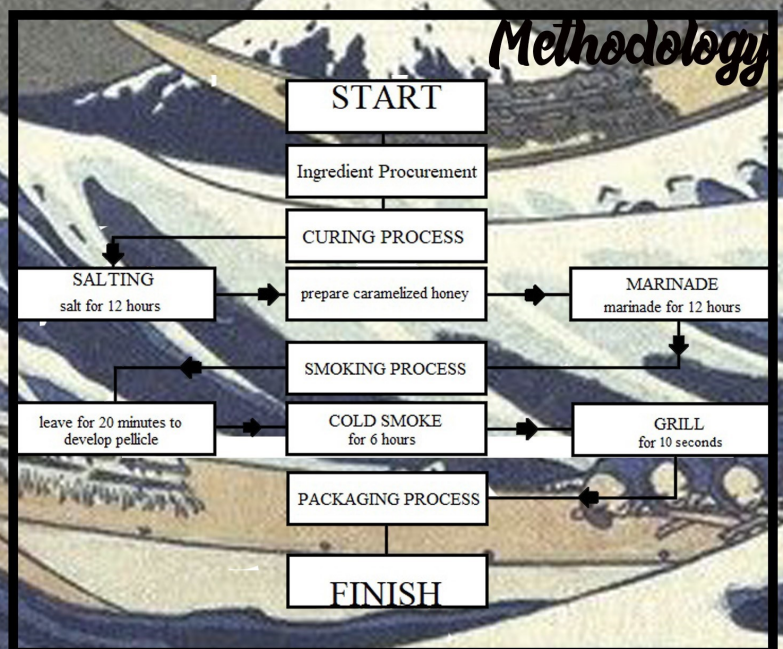 Methodology
START
Ingredient Procurement
CURING PROCESS
SALTING
salt for 12 hours
prepare caramelized honey
MARINADE
marinade for 12 hours
SMOKING PROCESS
leave for 20 minutes to
develop pellicle
COLD SMOKE
for 6 hours
GRILL
for 10 seconds
PACKAGING PROCESS
FINISH